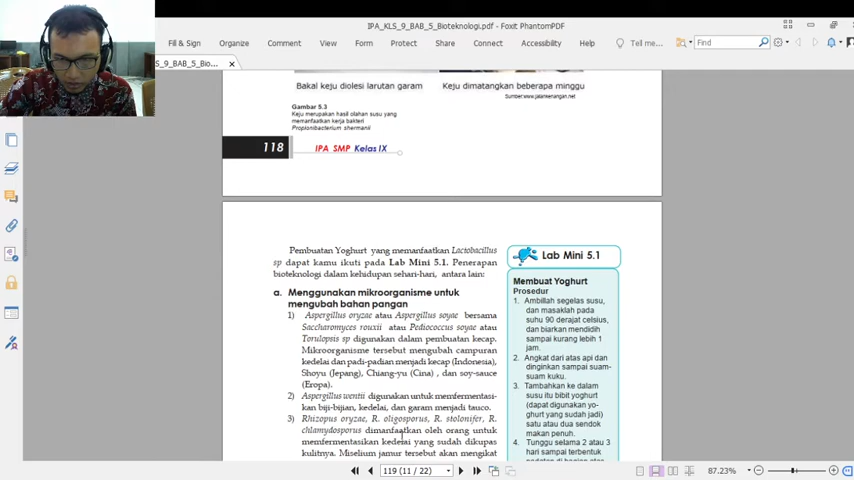 IPA_KLS_9_BAB_5_Bioteknologi.pdf - Foxit PhantomPDF
Fill & Sign Organize Comment View Form Protect Share Connect Accessibility Help Tell me... Find
S_9_BAB_5_Bio...
Bakal keju diolesi larutan garam
Keju dimatangkan beberapa minggu
Sumber:www.jalankenangan.net
Gambar 5.3
Keju merupakan hasil olahan susu yang
memanfaatkan kerja bakteri
Propionibacterium shermanii
118 IPA SMP Kelas IX
Pembuatan Yoghurt yang memanfaatkan Lactobacillus
sp dapat kamu ikuti pada Lab Mini 5.1. Penerapan
bioteknologi dalam kehidupan sehari-hari, antara lain:
a. Menggunakan mikroorganisme untuk
mengubah bahan pangan
1) Aspergillus oryzae atau Aspergillus soyae bersama
Saccharomyces rouxii atau Pediococcus soyae atau
Torulopsis sp digunakan dalam pembuatan kecap.
Mikroorganisme tersebut mengubah campuran
kedelai dan padi-padian menjadi kecap (Indonesia),
Shoyu (Jepang), Chiang-yu (Cina) , dan soy-sauce
(Eropa).
2) Aspergillus wentii digunakan untuk memfermentasi-
kan biji-bijian, kedelai, dan garam menjadi tauco.
3) Rhizopus oryzae, R. oligosporus, R. stolonifer, R.
chlamydosporus dimanfaatkan oleh orang untuk
memfermentasikan kedelai yang sudah dikupas
kulitnya. Miselium jamur tersebut akan mengikat
Lab Mini 5.1
Membuat Yoghurt
Prosedur
1. Ambillah segelas susu,
dan masaklah pada
suhu 90 derajat celsius,
dan biarkan mendidih
sampai kurang lebih 1
jam.
2. Angkat dari atas api dan
dinginkan sampai suam-
suam kuku.
3. Tambahkan ke dalam
susu itu bibit yoghurt
(dapat digunakan yo-
ghurt yang sudah jadi)
satu atau dua sendok
makan penuh.
4. Tunggu selama 2 atau 3
hari sampai terbentuk
119 (11 / 22)
87.23%